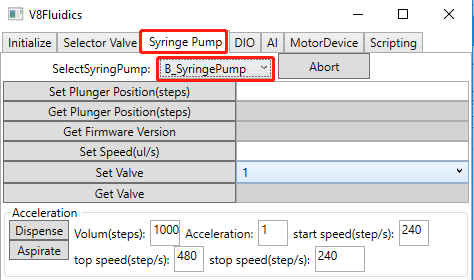 V8Fluidics
Initialize Selector Valve Syringe Pump DIO AI MotorDevice Scripting
SelectSyringPump: B_SyringePump Abort
Set Plunger Position(steps)
Get Plunger Position(steps)
Get Firmware Version
Set Speed(ul/s)
Set Valve 1
Get Valve
Acceleration
Dispense Volum(steps): 1000 Acceleration: 1 start speed(step/s): 240
Aspirate top speed(step/s): 480 stop speed(step/s): 240